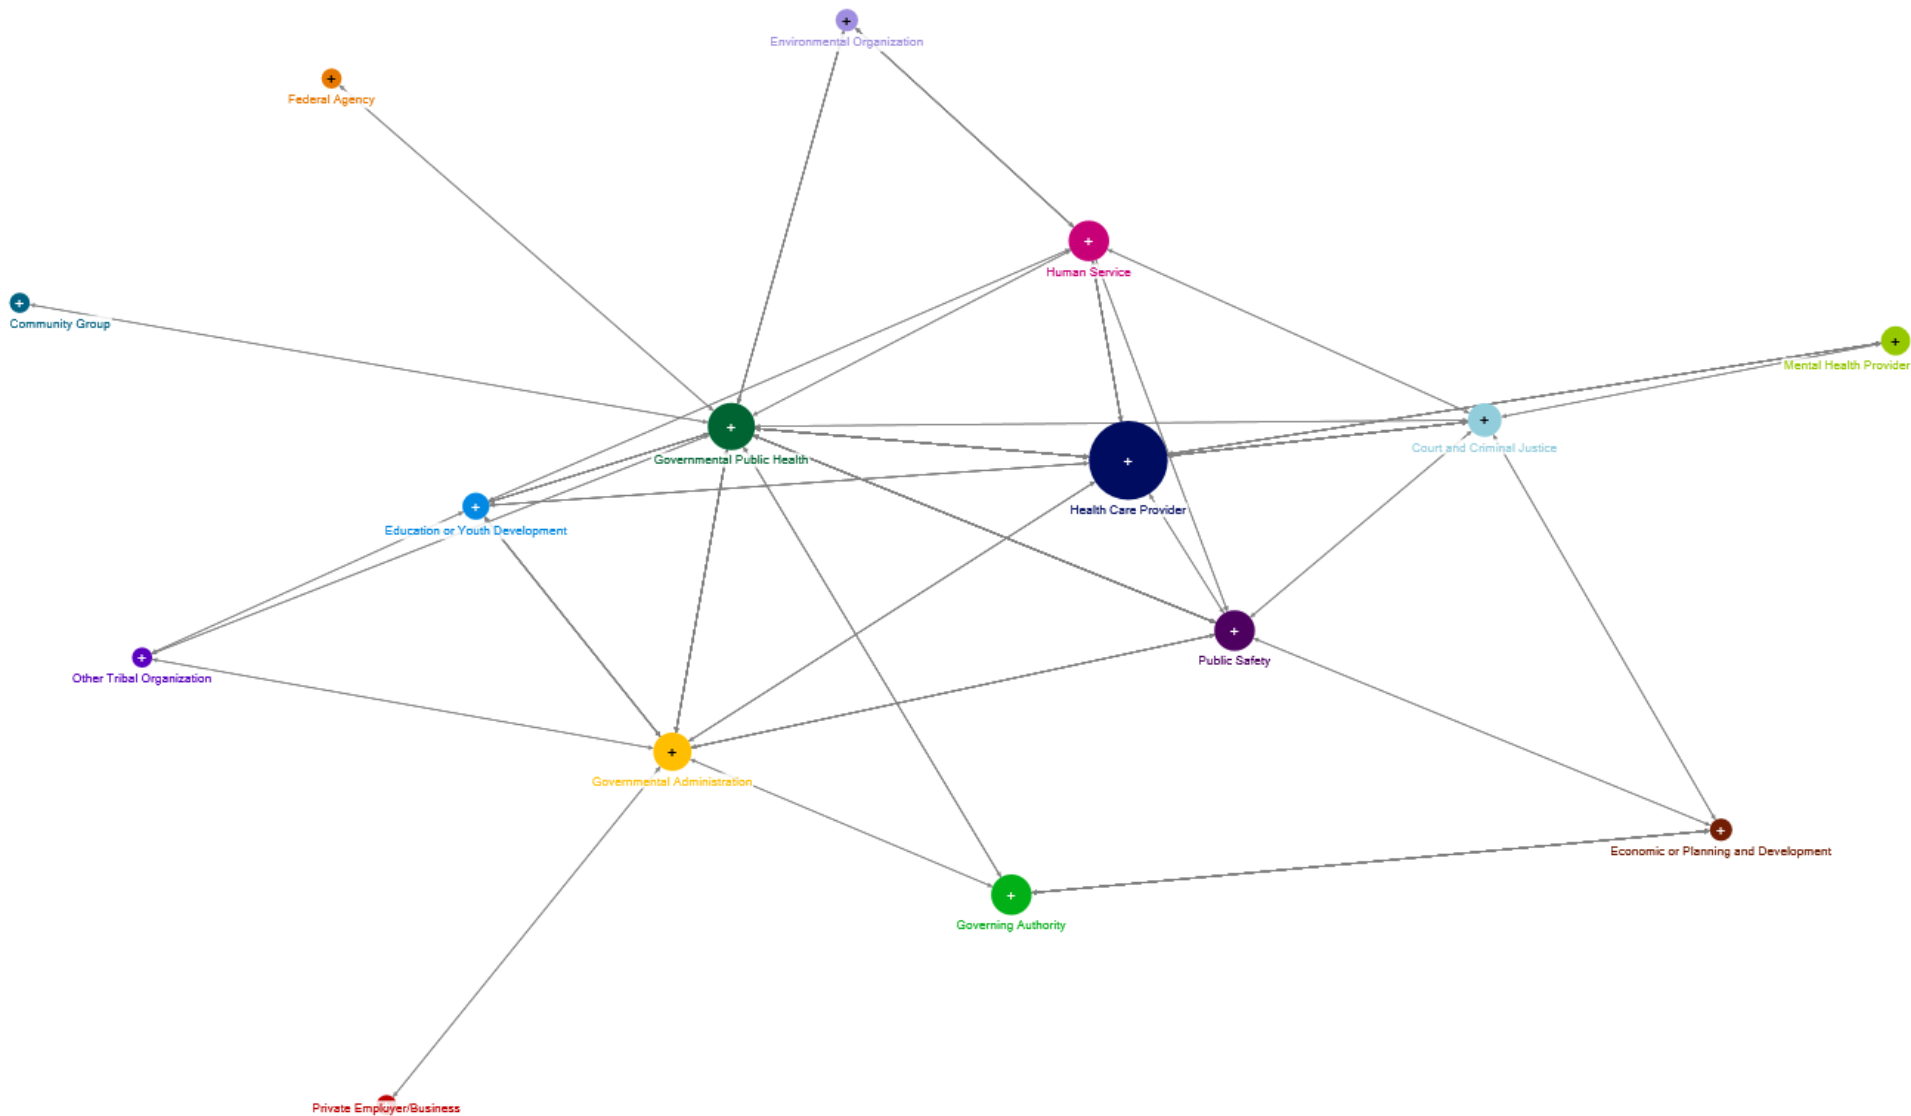 Environmental Organization
Federal Agency
Human Service
Community Group
Mental Health Provider
Court and Criminal Justice
Governmental Public Health
Health Care Provider
Education or Youth Development
Public Safety
Other Tribal Organization
Governmental Administration
Economic or Planning and Development
Governing Authority
Private Employer/Business